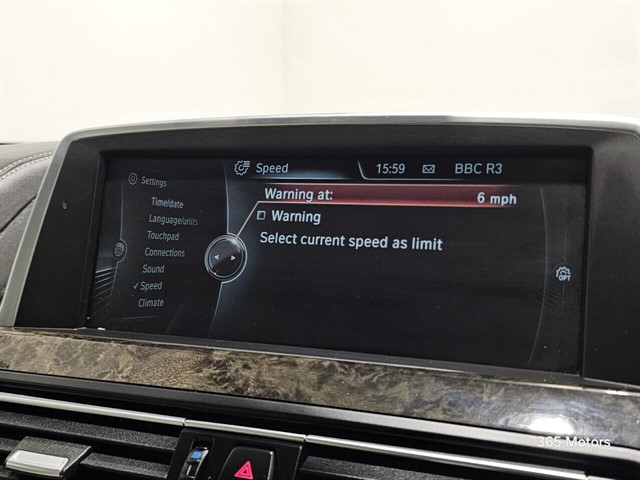 Speed 15:59 BBC R3
Settings
Time/date
Language/units
Touchpad
Connections
Sound
✓ Speed
Climate
Warning at: 6 mph
Warning
Select current speed as limit
OPT
365 Motors